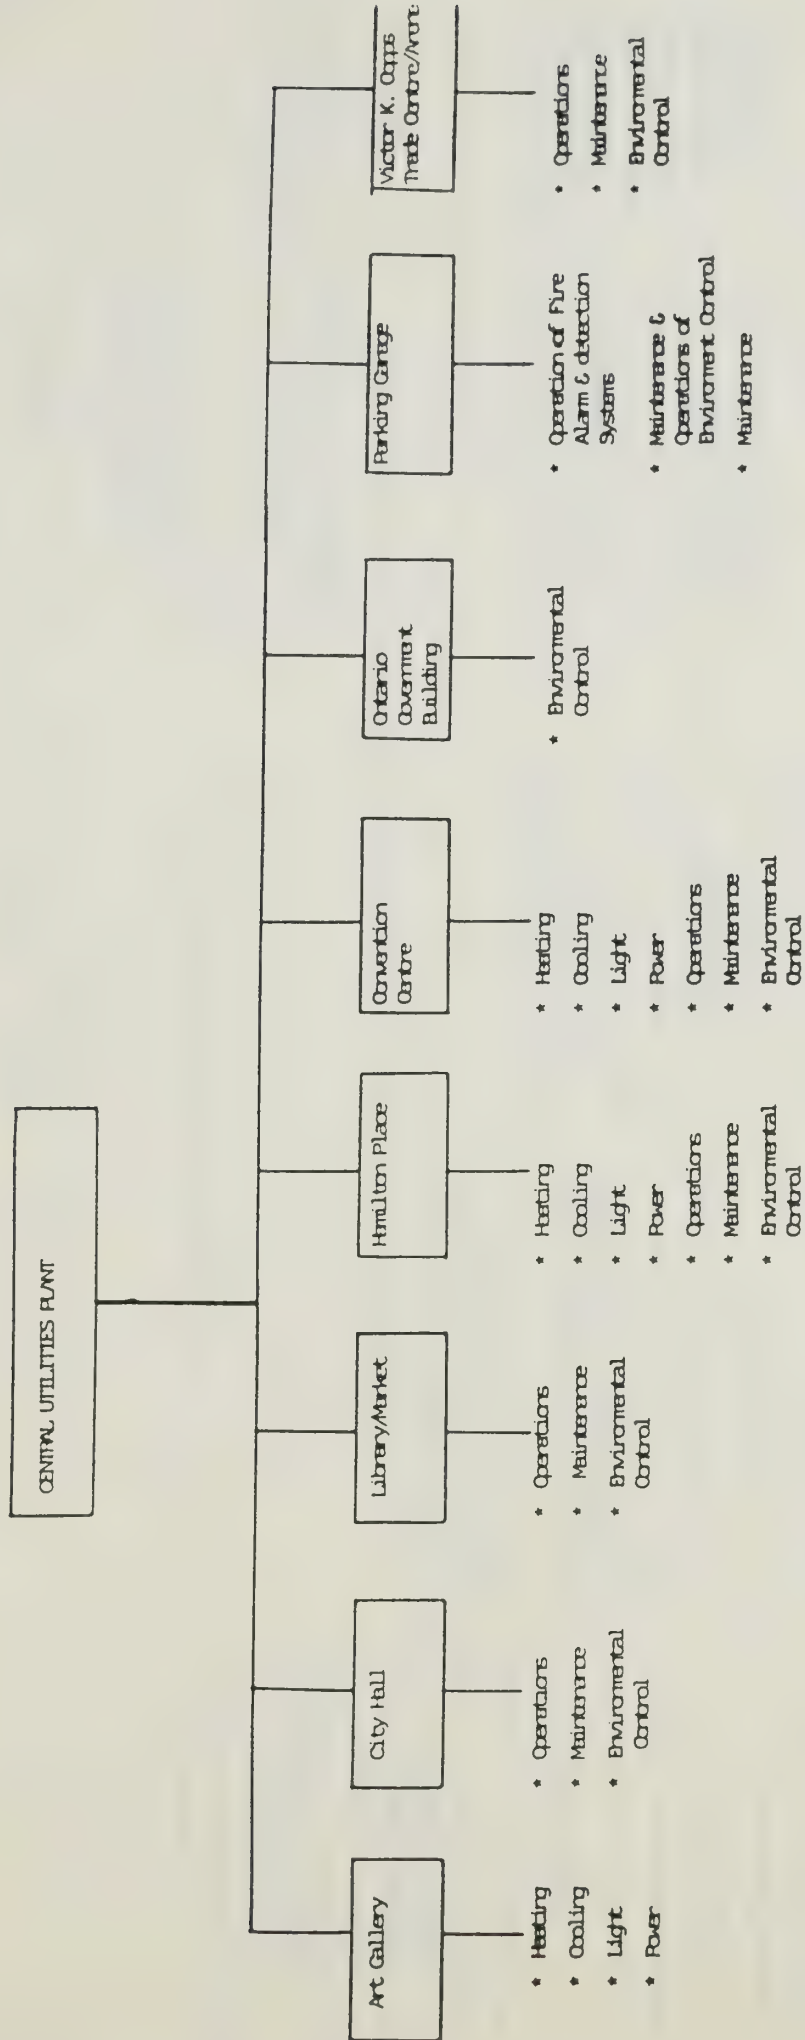 CENTRAL UTILITIES PLANT
Art Gallery
* Heating
* Cooling
* Light
* Power
City Hall
* Operations
* Maintenance
* Environmental
Control
Library/Market
* Operations
* Maintenance
* Environmental
Control
Hamilton Place
* Heating
* Cooling
* Light
* Power
* Operations
* Maintenance
* Environmental
Control
Convention
Centre
* Heating
* Cooling
* Light
* Power
* Operations
* Maintenance
* Environmental
Control
Ontario
Government
Building
* Environmental
Control
Parking Garage
* Operation of Fire
Alarm & detection
Systems
* Maintenance &
Operations of
Environment Control
* Maintenance
Victor K. Copps
Trade Centre/Arena
* Operations
* Maintenance
* Environmental
Control